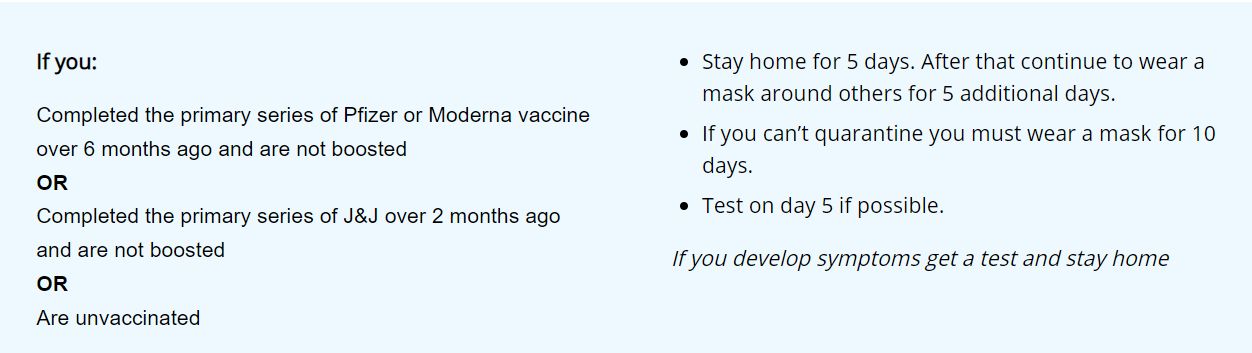 If you:
Completed the primary series of Pfizer or Moderna vaccine
over 6 months ago and are not boosted
OR
Completed the primary series of J&J over 2 months ago
and are not boosted
OR
Are unvaccinated
• Stay home for 5 days. After that continue to wear a
mask around others for 5 additional days.
• If you can’t quarantine you must wear a mask for 10
days.
• Test on day 5 if possible.
If you develop symptoms get a test and stay home